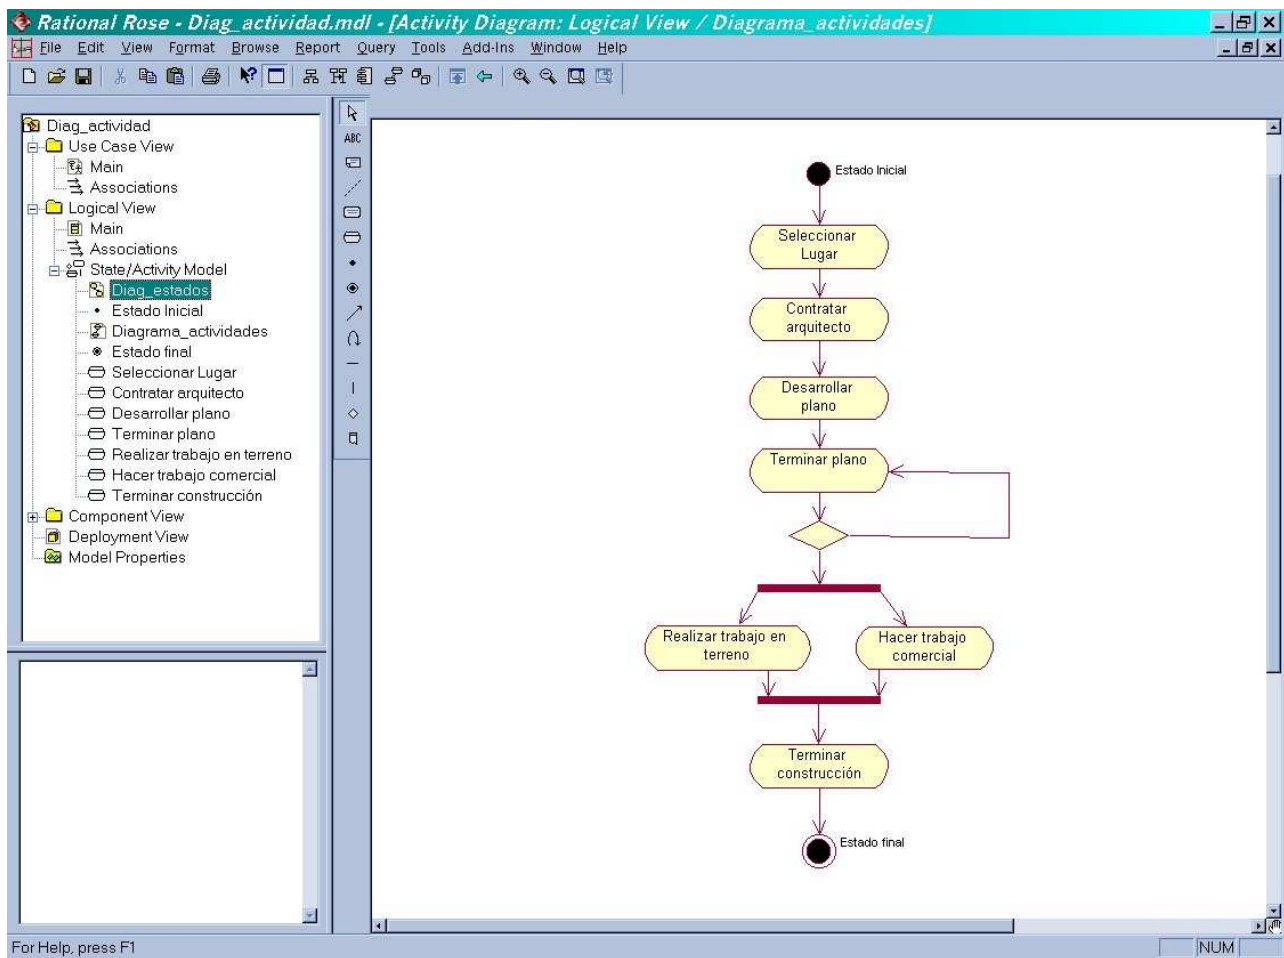 Rational Rose - Diag_actividad.mdl - [Activity Diagram: Logical View / Diagrama_actividades]
File Edit View Format Browse Report Query Tools Add-Ins Window Help
Diag_actividad
Use Case View
Main
Associations
Logical View
Main
Associations
State/Activity Model
Diag_estados
Estado Inicial
Diagrama_actividades
Estado final
Seleccionar Lugar
Contratar arquitecto
Desarrollar plano
Terminar plano
Realizar trabajo en terreno
Hacer trabajo comercial
Terminar construcción
Component View
Deployment View
Model Properties
ABC
Estado Inicial
Seleccionar
Lugar
Contratar
arquitecto
Desarrollar
plano
Terminar plano
Realizar trabajo en
terreno
Hacer trabajo
comercial
Terminar
construcción
Estado final
For Help, press F1
NUM